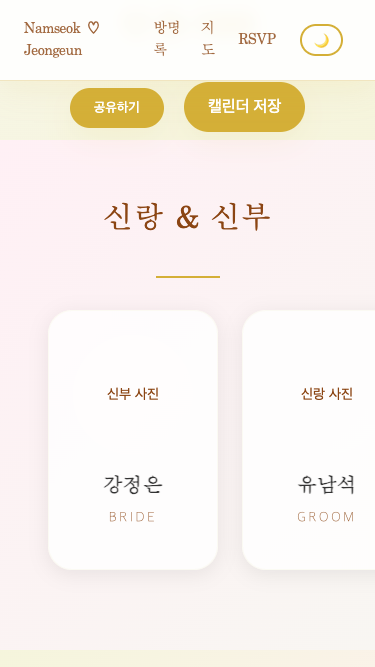 Namseok ♡
Jeongeun
방명
록
지
도
RSVP
공유하기
캘린더 저장
신랑 & 신부
신부 사진
신랑 사진
강정은
유남석
BRIDE
GROOM